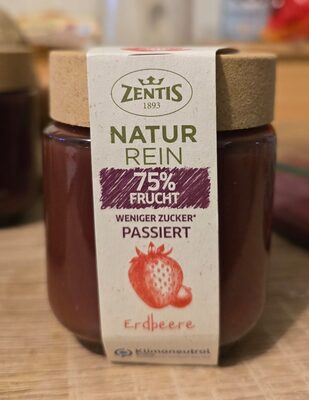 ZENTIS
1893
NATUR
REIN
75%
FRUCHT
WENIGER ZUCKER*
PASSIERT
Erdbeere
Klimaneutral